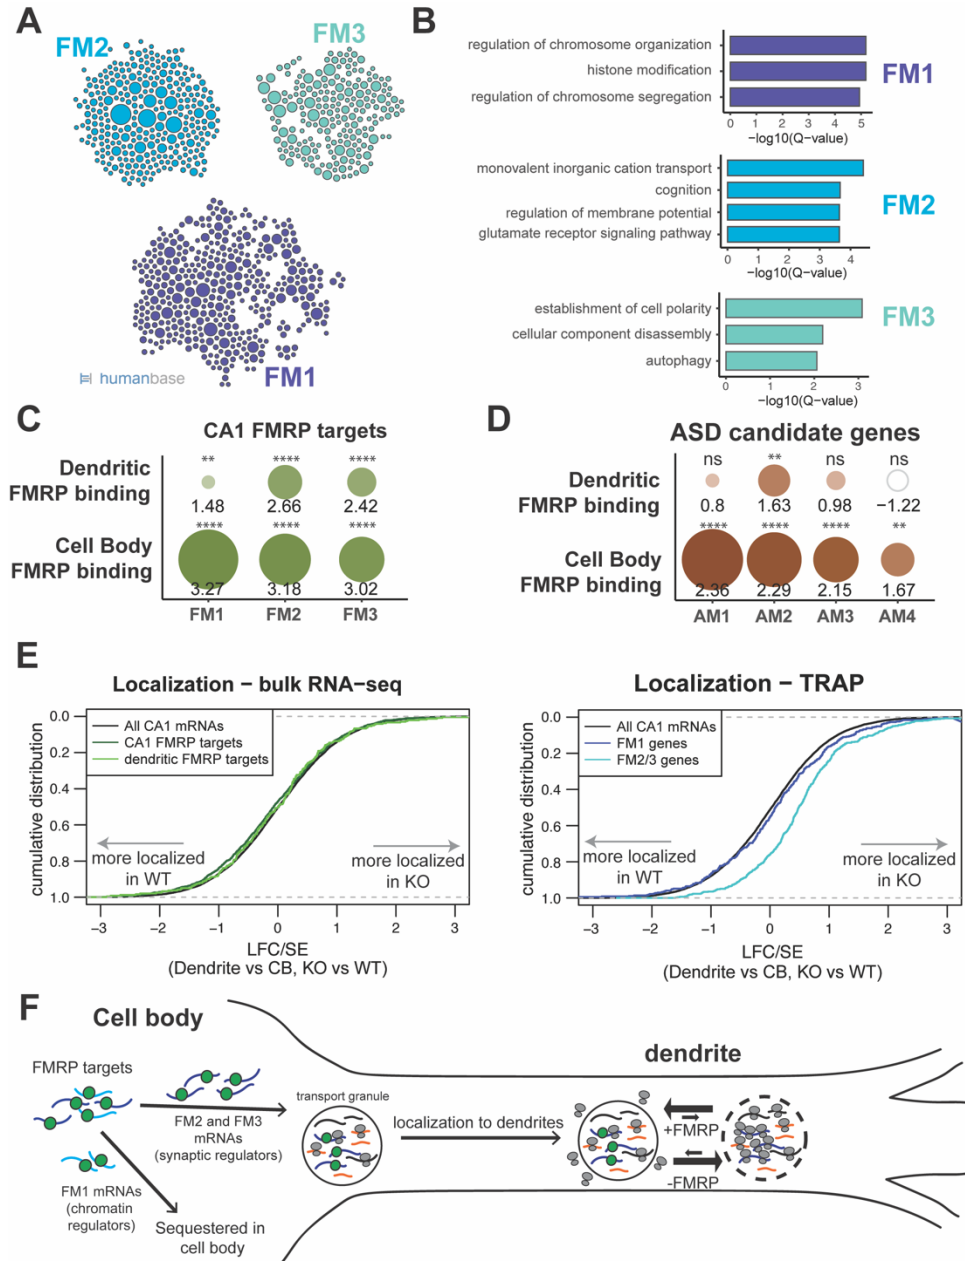 A
FM2
FM3
FM1
humanbase
B
regulation of chromosome organization
histone modification
regulation of chromosome segregation
FM1
0 1 2 3 4 5
−log10(Q−value)
monovalent inorganic cation transport
cognition
regulation of membrane potential
glutamate receptor signaling pathway
FM2
0 1 2 3 4
−log10(Q−value)
establishment of cell polarity
cellular component disassembly
autophagy
FM3
0 1 2 3
−log10(Q−value)
C
CA1 FMRP targets
Dendritic
FMRP binding
** **** ****
1.48 2.66 2.42
Cell Body
FMRP binding
**** **** ****
3.27 3.18 3.02
FM1 FM2 FM3
D
ASD candidate genes
Dendritic
FMRP binding
ns ** ns ns
0.8 1.63 0.98 −1.22
Cell Body
FMRP binding
**** **** **** **
2.36 2.29 2.15 1.67
AM1 AM2 AM3 AM4
E
Localization − bulk RNA−seq
cumulative distribution
0.0
0.2
0.4
0.6
0.8
1.0
All CA1 mRNAs
CA1 FMRP targets
dendritic FMRP targets
more localized
in WT
more localized
in KO
−3 −2 −1 0 1 2 3
LFC/SE
(Dendrite vs CB, KO vs WT)
Localization − TRAP
cumulative distribution
0.0
0.2
0.4
0.6
0.8
1.0
All CA1 mRNAs
FM1 genes
FM2/3 genes
more localized
in WT
more localized
in KO
−3 −2 −1 0 1 2 3
LFC/SE
(Dendrite vs CB, KO vs WT)
F
Cell body
dendrite
FMRP targets
FM2 and FM3
mRNAs
(synaptic regulators)
FM1 mRNAs
(chromatin
regulators)
Sequestered in
cell body
transport granule
localization to dendrites
+FMRP
-FMRP